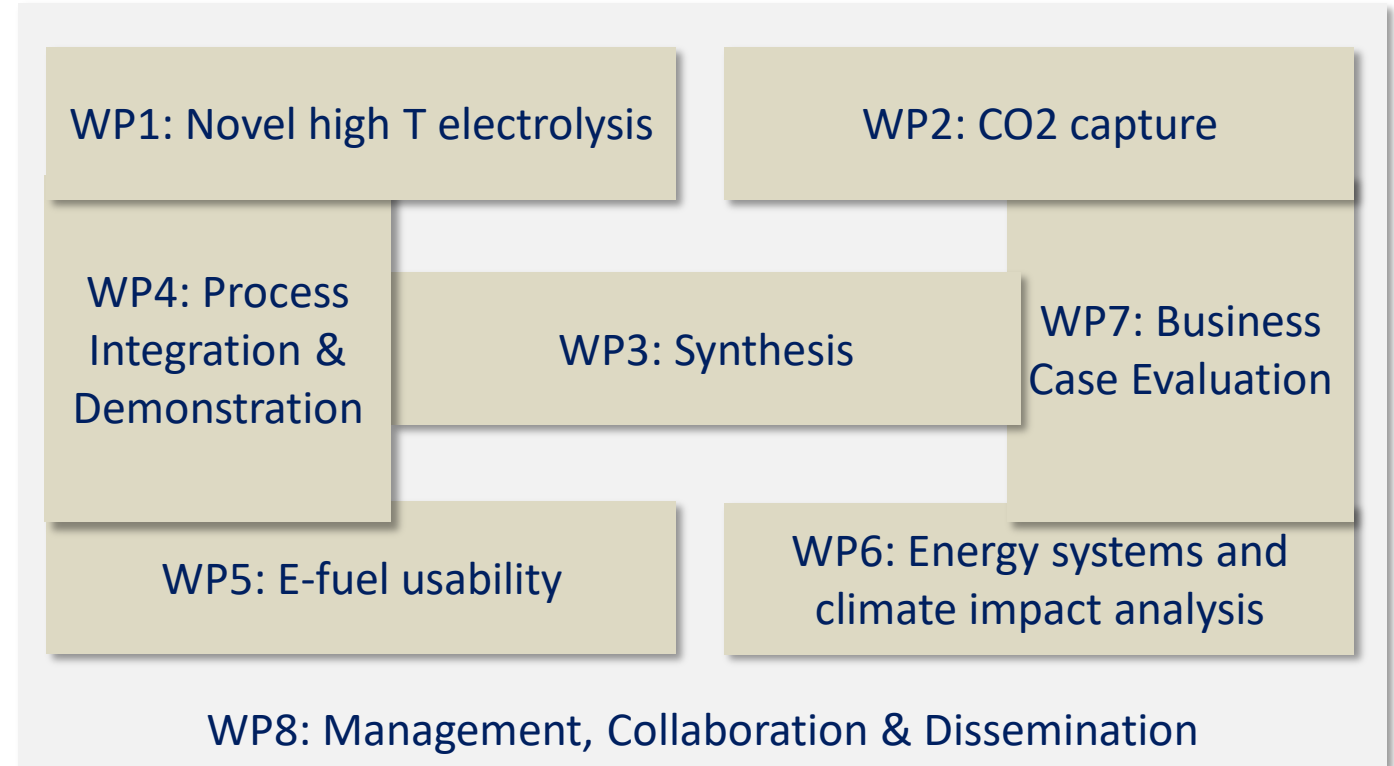 WP1: Novel high T electrolysis
WP2: CO2 capture
WP4: Process
Integration &
Demonstration
WP3: Synthesis
WP7: Business
Case Evaluation
WP5: E-fuel usability
WP6: Energy systems and
climate impact analysis
WP8: Management, Collaboration & Dissemination